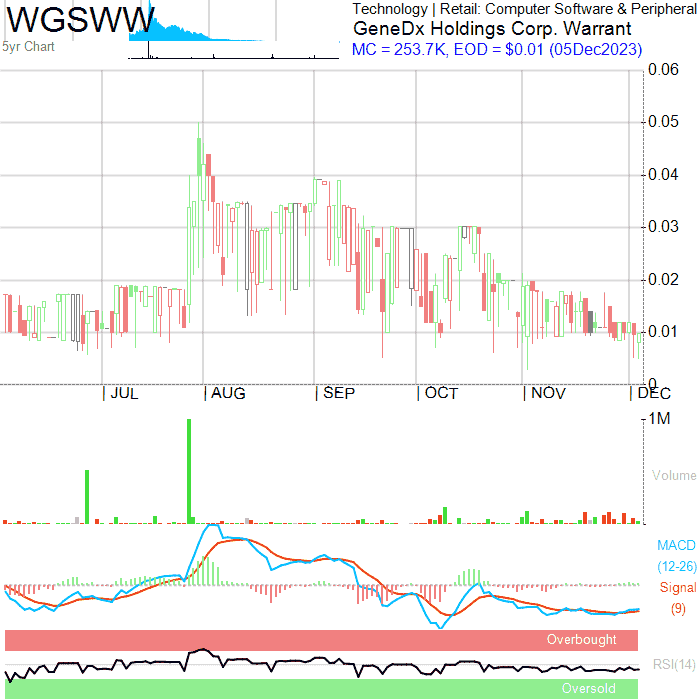 WGSWW
5yr Chart
Technology | Retail: Computer Software & Peripheral
GeneDx Holdings Corp. Warrant
MC = 253.7K, EOD = $0.01 (05Dec2023)
0.06
0.05
0.04
0.03
0.02
0.01
0
JUL AUG SEP OCT NOV DEC
1M
Volume
MACD
(12-26)
Signal
(9)
Overbought
RSI(14)
Oversold